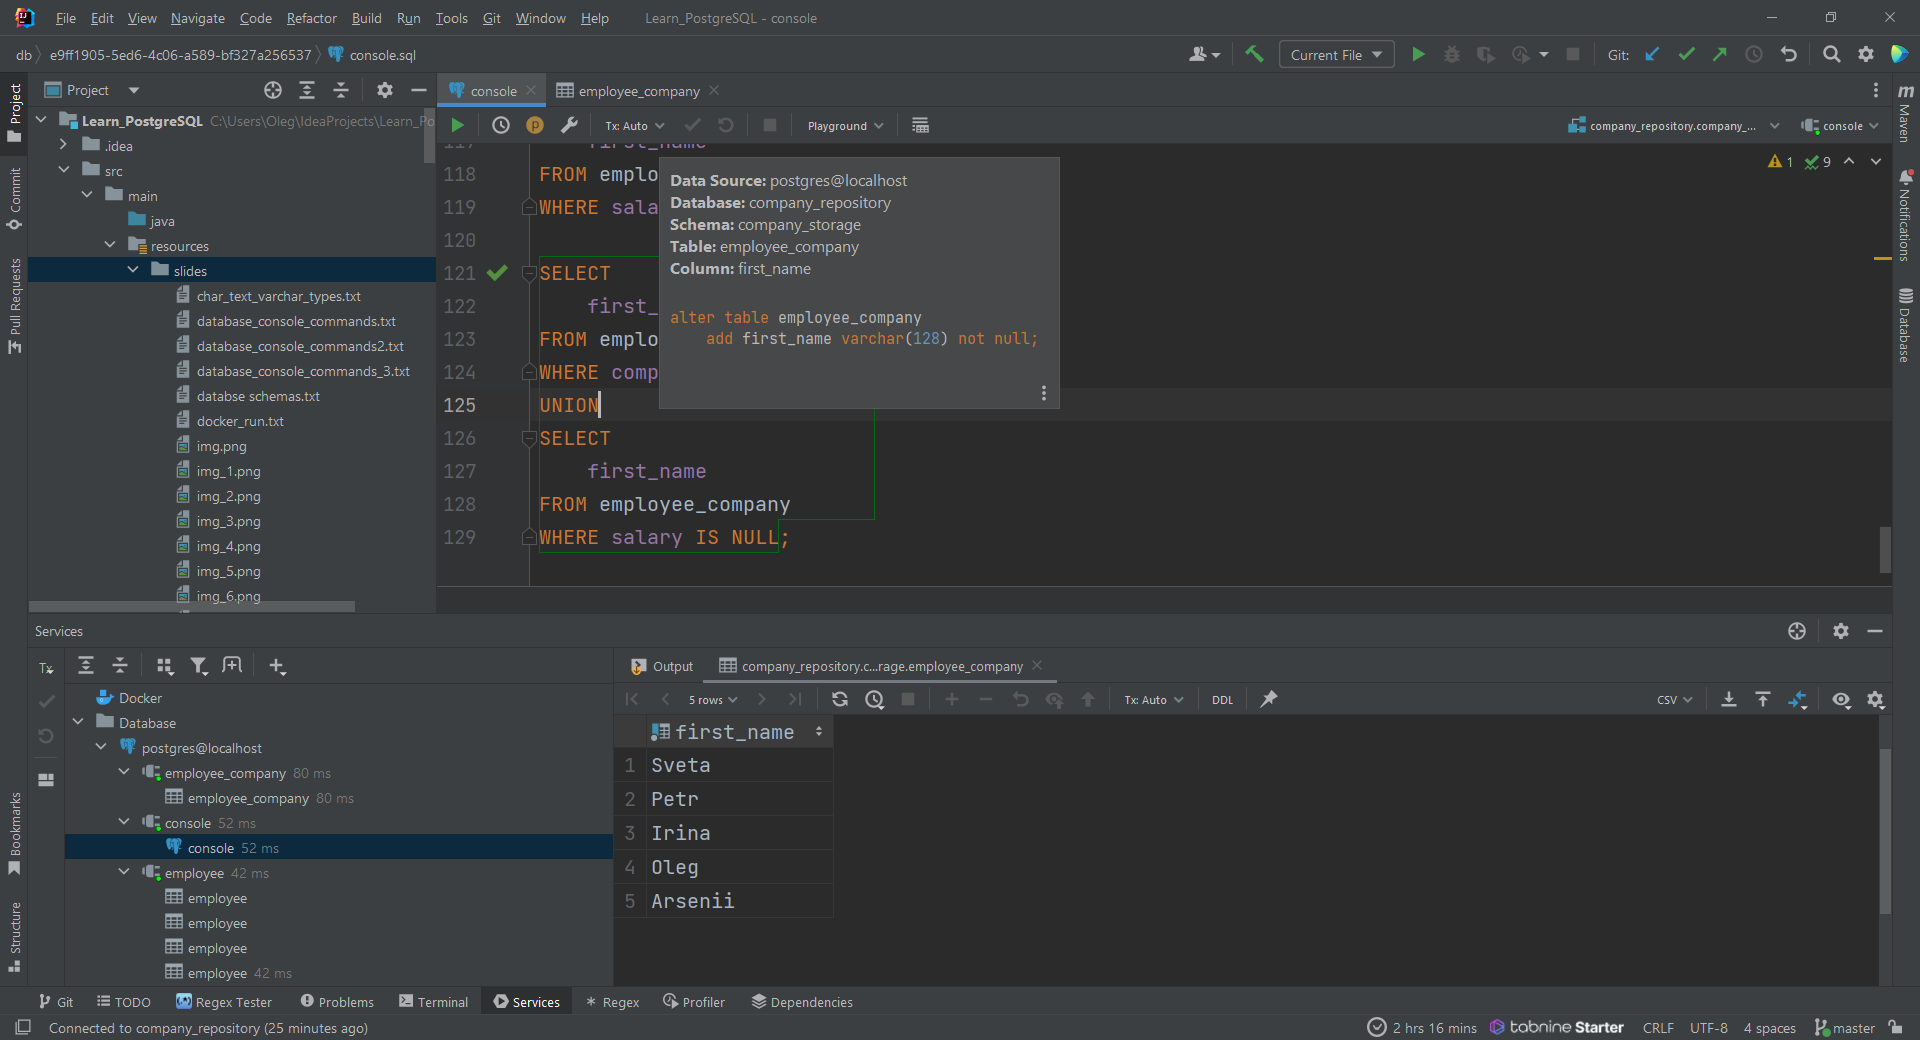 File Edit View Navigate Code Refactor Build Run Tools Git Window Help Learn_PostgreSQL - console
db e9ff1905-5ed6-4c06-a589-bf327a256537 console.sql Current File Git:
Project
console employee_company
Tx: Auto Playground company_repository.company_... console
Project
Commit
Pull Requests
Bookmarks
Structure
Learn_PostgreSQL C:\Users\Oleg\IdeaProjects\Learn_Po
.idea
src
main
java
resources
slides
char_text_varchar_types.txt
database_console_commands.txt
database_console_commands2.txt
database_console_commands_3.txt
databse schemas.txt
docker_run.txt
img.png
img_1.png
img_2.png
img_3.png
img_4.png
img_5.png
img_6.png
117 first_name
118 FROM emplo
119 WHERE sala
120
121 SELECT
122 first_
123 FROM emplo
124 WHERE comp
125 UNION
126 SELECT
127 first_name
128 FROM employee_company
129 WHERE salary IS NULL;
Data Source: postgres@localhost
Database: company_repository
Schema: company_storage
Table: employee_company
Column: first_name
alter table employee_company
add first_name varchar(128) not null;
1 9
m
Maven
Notifications
Database
Services
Tx
Docker
Database
postgres@localhost
employee_company 80 ms
employee_company 80 ms
console 52 ms
console 52 ms
employee 42 ms
employee
employee
employee
employee 42 ms
Output company_repository.c...rage.employee_company
5 rows Tx: Auto DDL CSV
first_name
1 Sveta
2 Petr
3 Irina
4 Oleg
5 Arsenii
Git TODO Regex Tester Problems Terminal Services Regex Profiler Dependencies
Connected to company_repository (25 minutes ago) 2 hrs 16 mins tabnine Starter CRLF UTF-8 4 spaces master